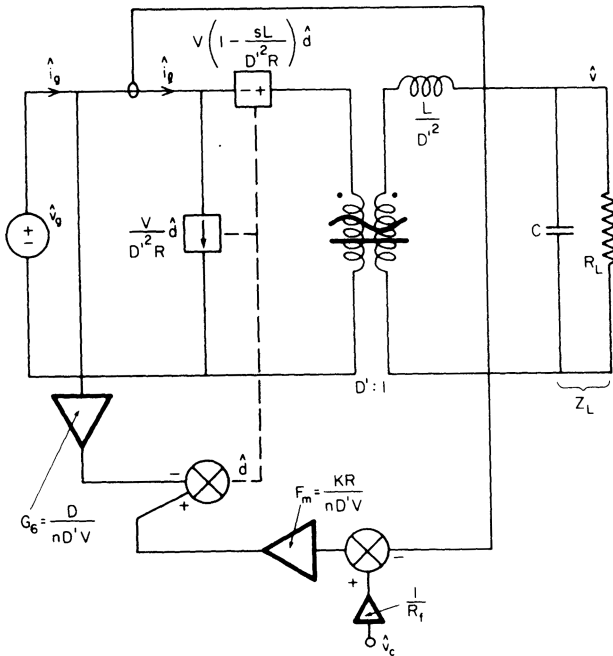 V(1 - sL/D'²R) d̂
î_g
î_ℓ
- +
v̂
L/D'²
+
-
v̂_g
V/D'²R d̂
C
R_L
D' : 1
Z_L
G_6 = D/nD'V
-
+
d̂
F_m = KR/nD'V
-
+
1/R_f
v̂_c